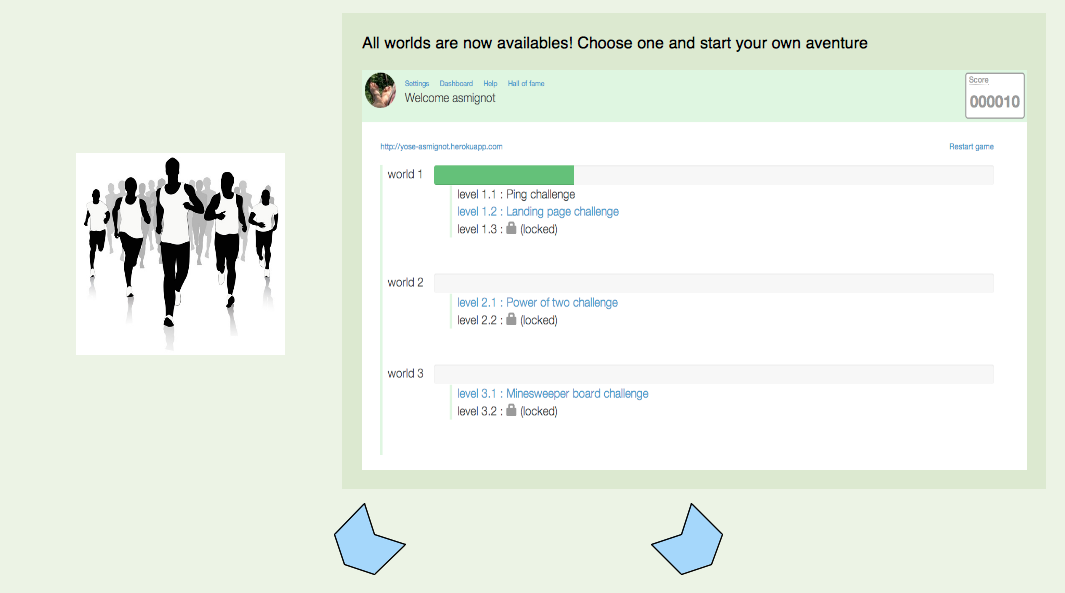 All worlds are now availables! Choose one and start your own aventure
Settings Dashboard Help Hall of fame
Welcome asmignot
Score
000010
http://yose-asmignot.herokuapp.com
Restart game
world 1
level 1.1 : Ping challenge
level 1.2 : Landing page challenge
level 1.3 : (locked)
world 2
level 2.1 : Power of two challenge
level 2.2 : (locked)
world 3
level 3.1 : Minesweeper board challenge
level 3.2 : (locked)